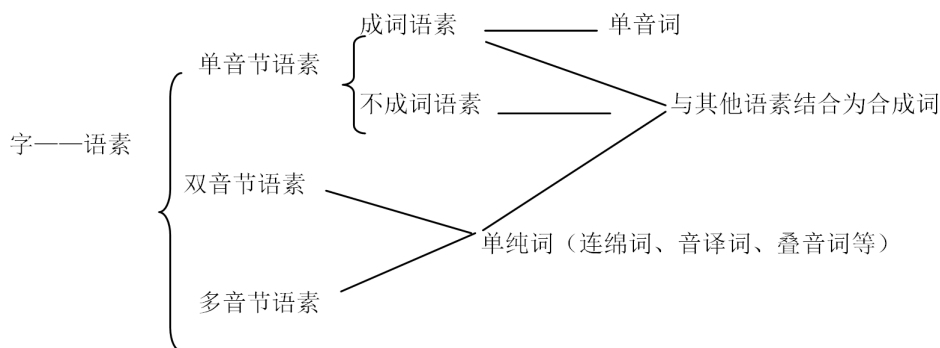 成词语素 单音词
单音节语素
不成词语素 与其他语素结合为合成词
字——语素
双音节语素
单纯词（连绵词、音译词、叠音词等）
多音节语素